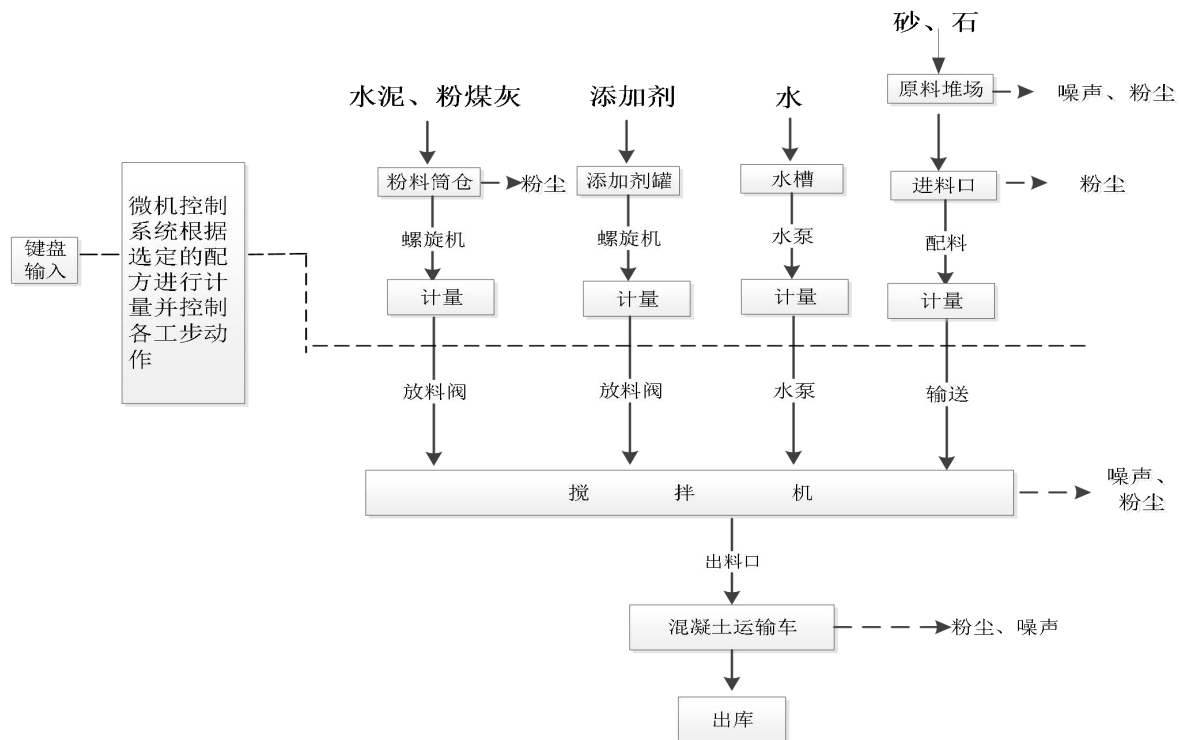 砂、石
原料堆场
噪声、粉尘
水泥、粉煤灰
添加剂
水
粉料筒仓
粉尘
添加剂罐
水槽
进料口
粉尘
键盘
输入
微机控制
系统根据
选定的配
方进行计
量并控制
各工步动
作
螺旋机
螺旋机
水泵
配料
计量
计量
计量
计量
放料阀
放料阀
水泵
输送
搅拌机
噪声、
粉尘
出料口
混凝土运输车
粉尘、噪声
出库